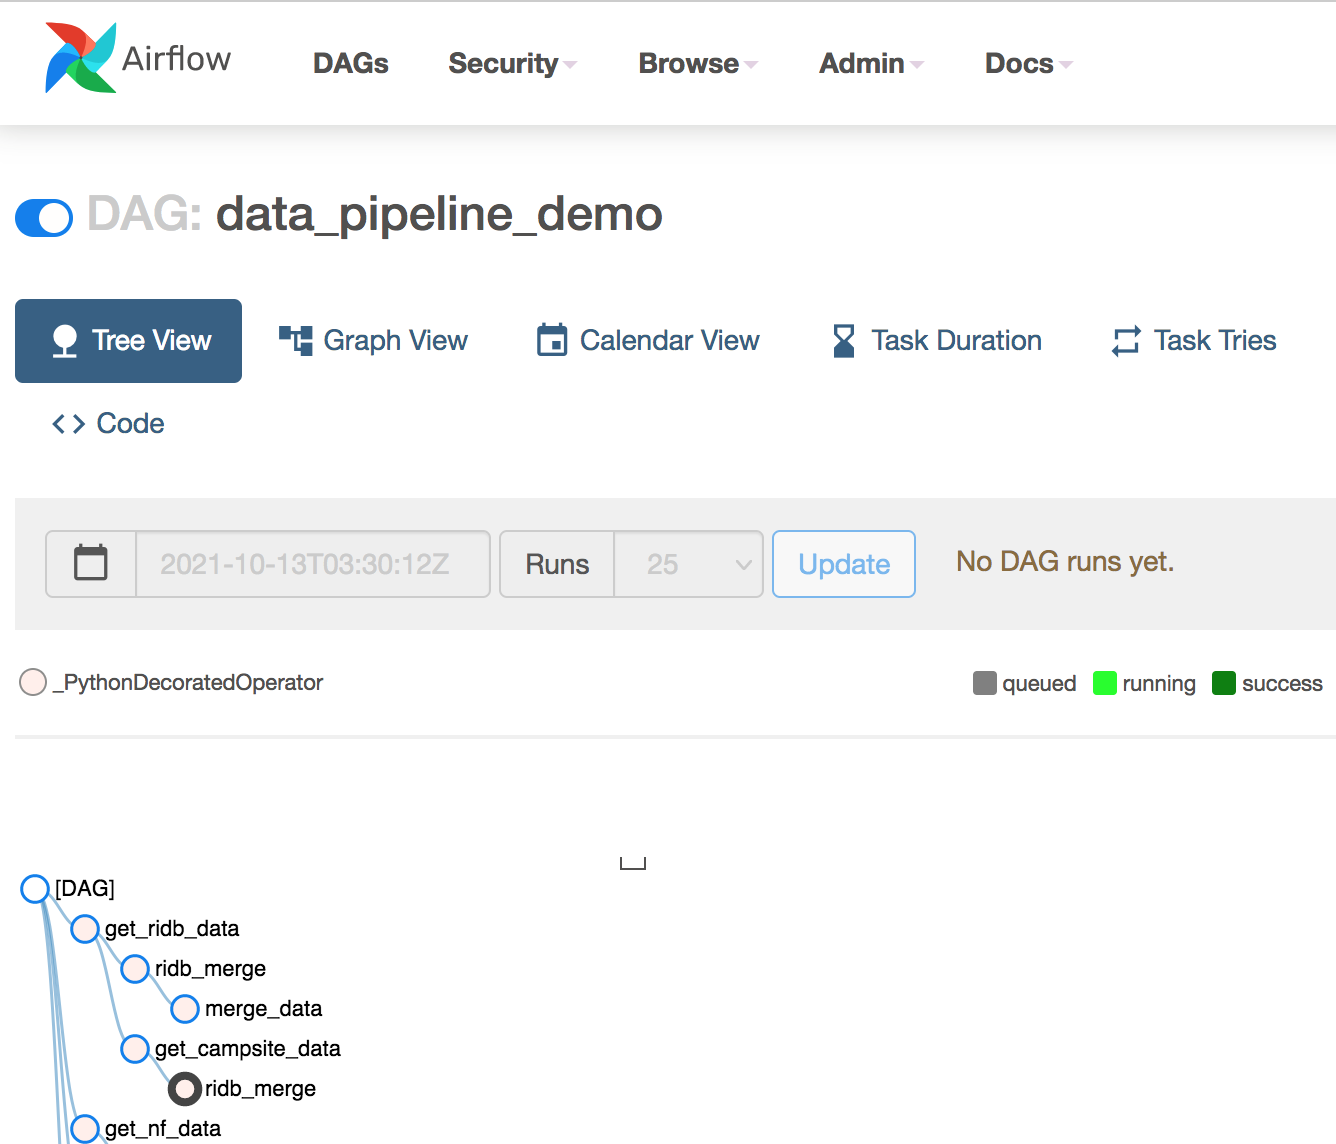 Airflow DAGs Security Browse Admin Docs
DAG: data_pipeline_demo
Tree View Graph View Calendar View Task Duration Task Tries
<> Code
2021-10-13T03:30:12Z Runs 25 Update No DAG runs yet.
_PythonDecoratedOperator queued running success
[DAG]
get_ridb_data
ridb_merge
merge_data
get_campsite_data
ridb_merge
get_nf_data